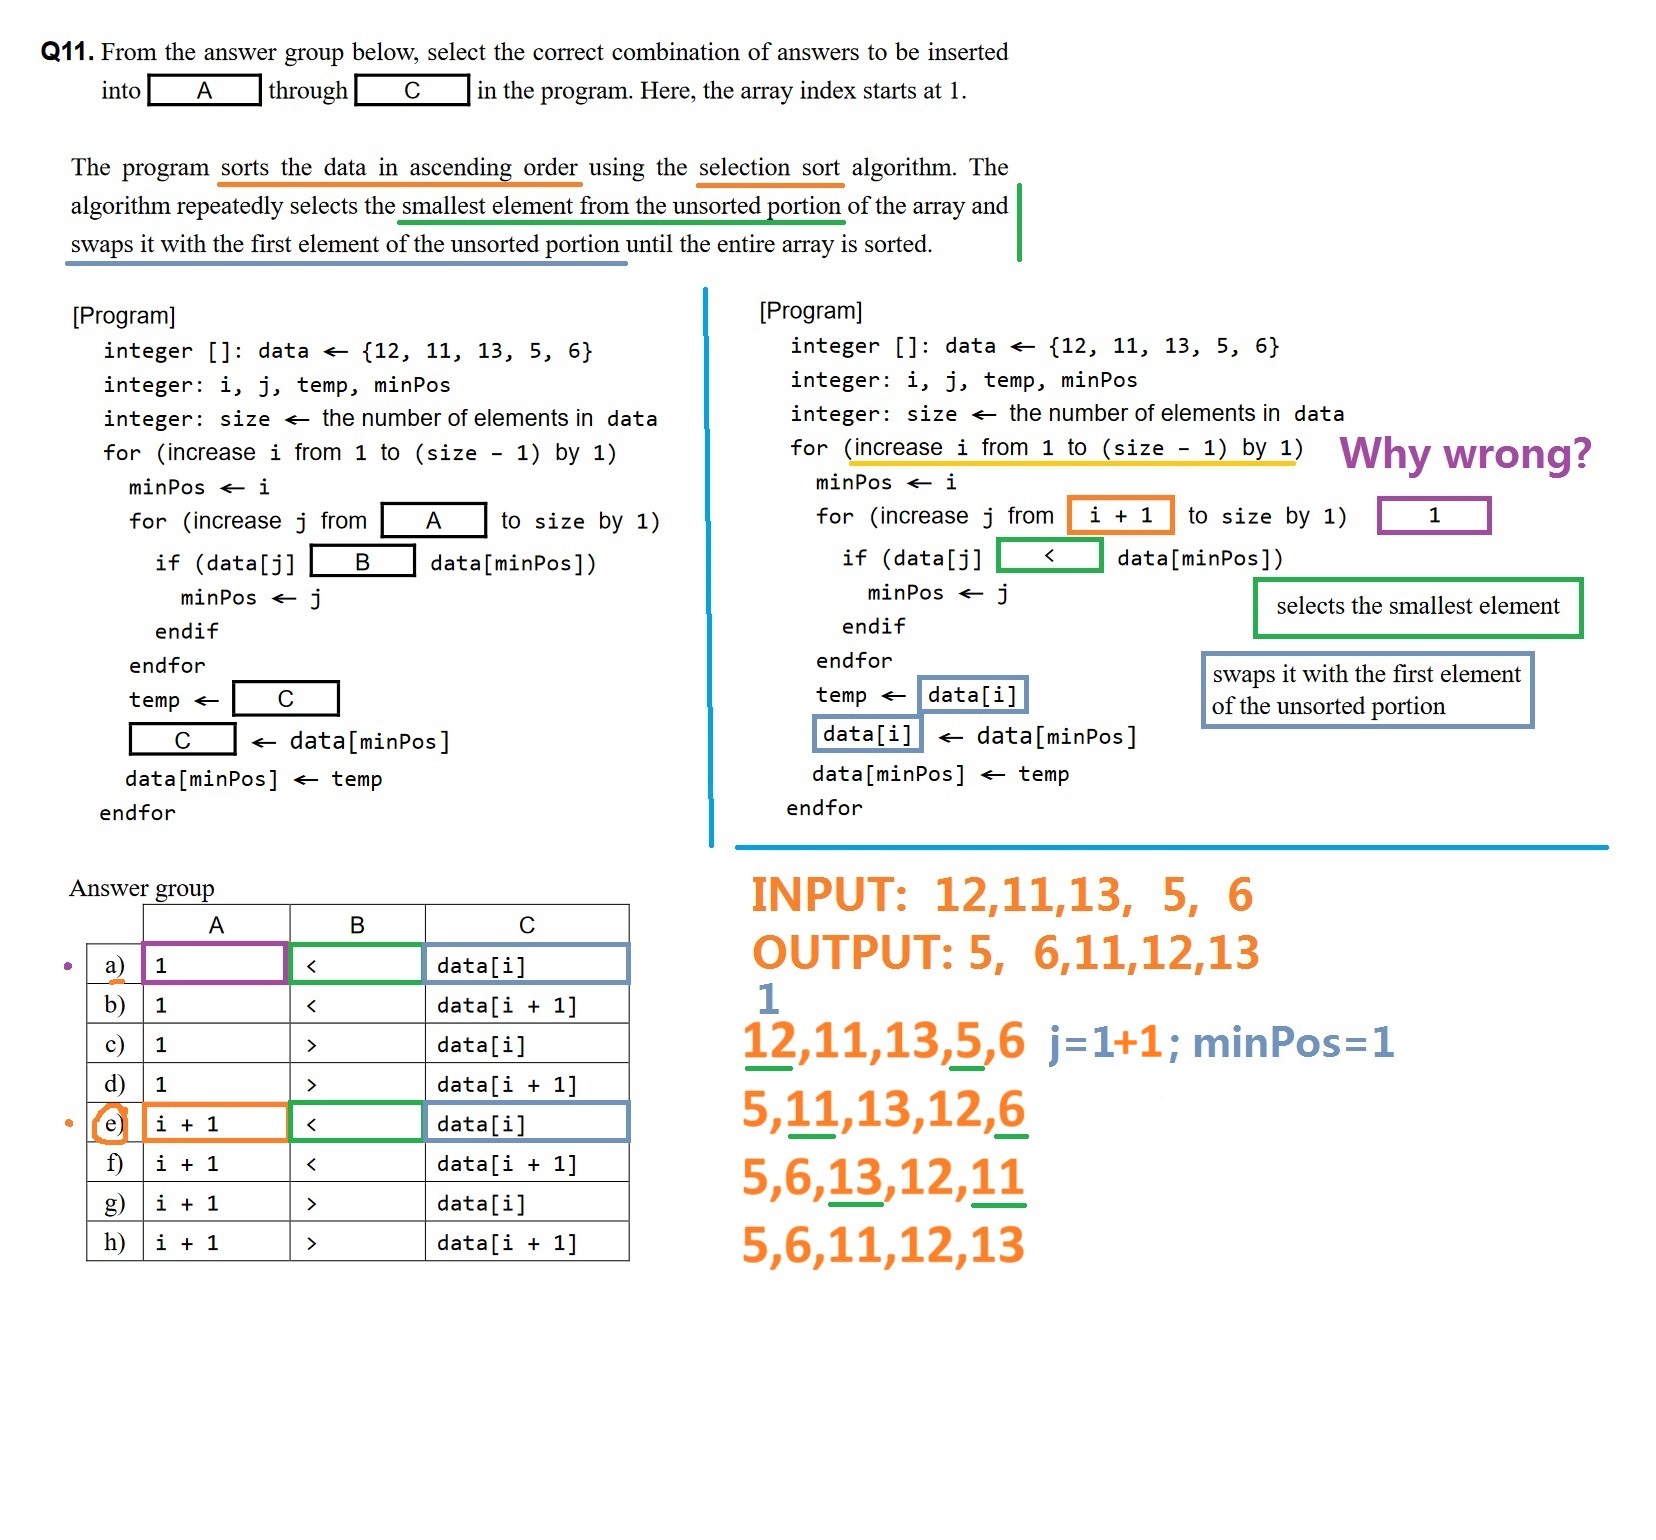 Q11. From the answer group below, select the correct combination of answers to be inserted
into A through C in the program. Here, the array index starts at 1.
The program sorts the data in ascending order using the selection sort algorithm. The
algorithm repeatedly selects the smallest element from the unsorted portion of the array and
swaps it with the first element of the unsorted portion until the entire array is sorted.
[Program]
integer []: data ← {12, 11, 13, 5, 6}
integer: i, j, temp, minPos
integer: size ← the number of elements in data
for (increase i from 1 to (size - 1) by 1)
minPos ← i
for (increase j from A to size by 1)
if (data[j] B data[minPos])
minPos ← j
endif
endfor
temp ← C
C ← data[minPos]
data[minPos] ← temp
endfor
[Program]
integer []: data ← {12, 11, 13, 5, 6}
integer: i, j, temp, minPos
integer: size ← the number of elements in data
for (increase i from 1 to (size - 1) by 1) Why wrong?
minPos ← i
for (increase j from i + 1 to size by 1) 1
if (data[j] < data[minPos])
minPos ← j
selects the smallest element
endif
endfor
swaps it with the first element
of the unsorted portion
temp ← data[i]
data[i] ← data[minPos]
data[minPos] ← temp
endfor
Answer group
A B C
a) 1 < data[i]
b) 1 < data[i + 1]
c) 1 > data[i]
d) 1 > data[i + 1]
e) i + 1 < data[i]
f) i + 1 < data[i + 1]
g) i + 1 > data[i]
h) i + 1 > data[i + 1]
INPUT: 12,11,13, 5, 6
OUTPUT: 5, 6,11,12,13
1
12,11,13,5,6 j=1+1; minPos=1
5,11,13,12,6
5,6,13,12,11
5,6,11,12,13